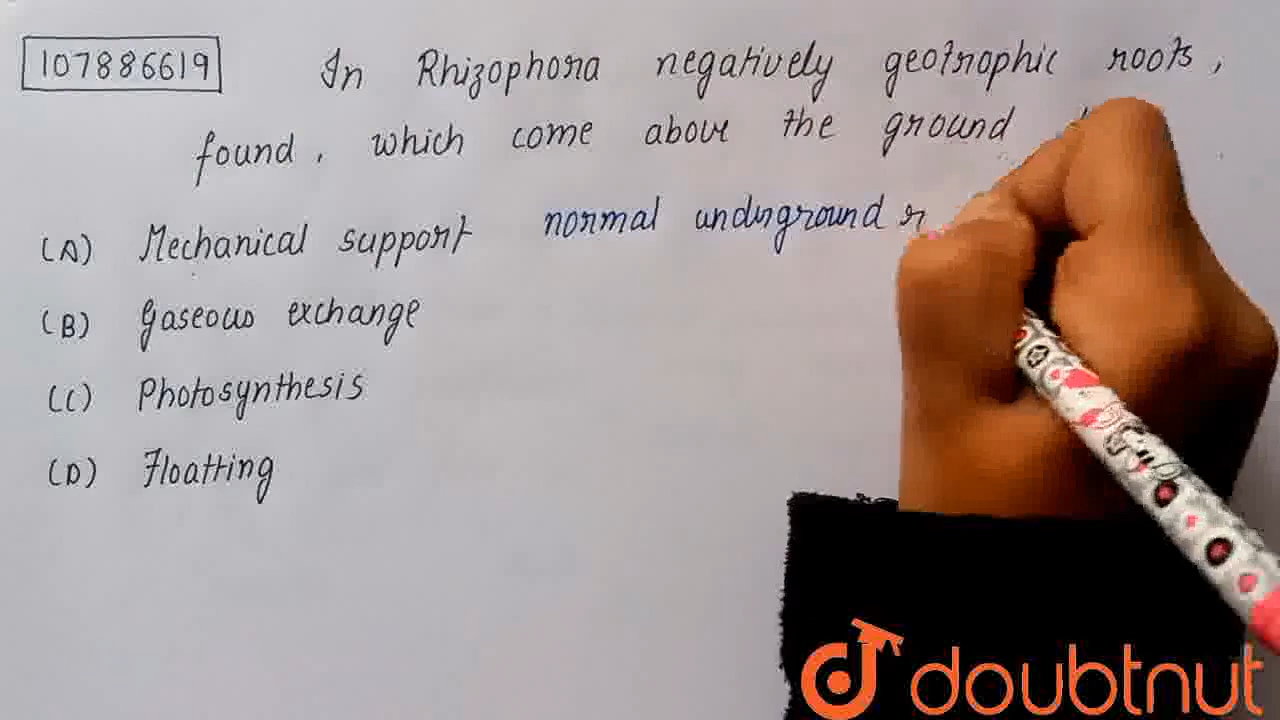 107886619 In Rhizophora negatively geotrophic roots,
found, which come above the ground
(A) Mechanical support normal underground r
(B) Gaseous exchange
(C) Photosynthesis
(D) Floatting
doubtnut